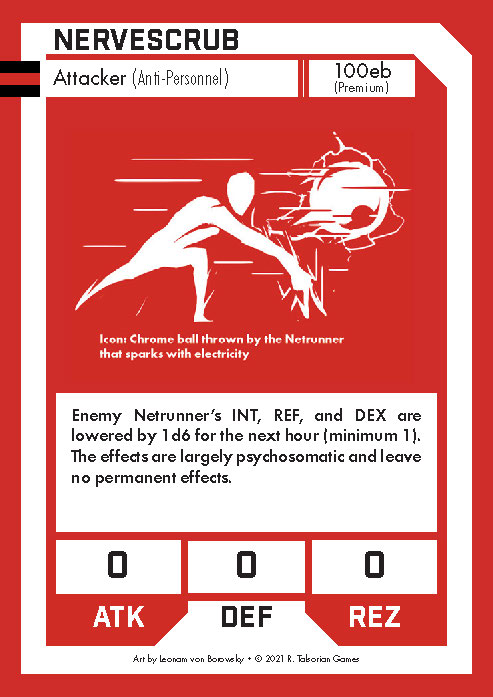 NERVESCRUB
Attacker (Anti-Personnel)
100eb
(Premium)
Icon: Chrome ball thrown by the Netrunner
that sparks with electricity
Enemy Netrunner's INT, REF, and DEX are
lowered by 1d6 for the next hour (minimum 1).
The effects are largely psychosomatic and leave
no permanent effects.
0 0 0
ATK DEF REZ
Art by Leonam von Borowsky • © 2021 R. Talsorian Games